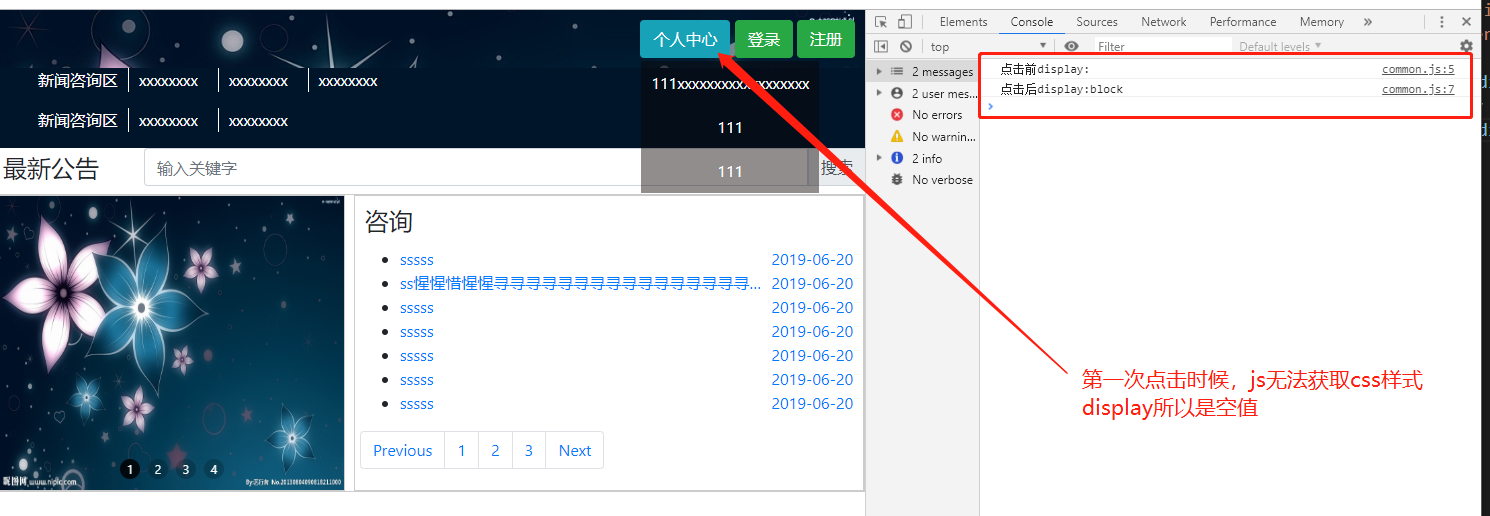 个人中心 登录 注册
新闻咨询区 xxxxxxxx xxxxxxxx xxxxxxxx
新闻咨询区 xxxxxxxx xxxxxxxx
111xxxxxxxxxxxxxxxxxx
111
111
最新公告 输入关键字 搜索
咨询
sssss 2019-06-20
ss惺惺惜惺惺寻寻寻寻寻寻寻寻寻寻寻寻寻寻寻寻... 2019-06-20
sssss 2019-06-20
sssss 2019-06-20
sssss 2019-06-20
sssss 2019-06-20
sssss 2019-06-20
Previous 1 2 3 Next
1 2 3 4
昵图网 www.nipic.com
Elements Console Sources Network Performance Memory »
top Filter Default levels
2 messages
2 user mes...
No errors
No warnin...
2 info
No verbose
点击前display: common.js:5
点击后display:block common.js:7
第一次点击时候，js无法获取css样式
display所以是空值